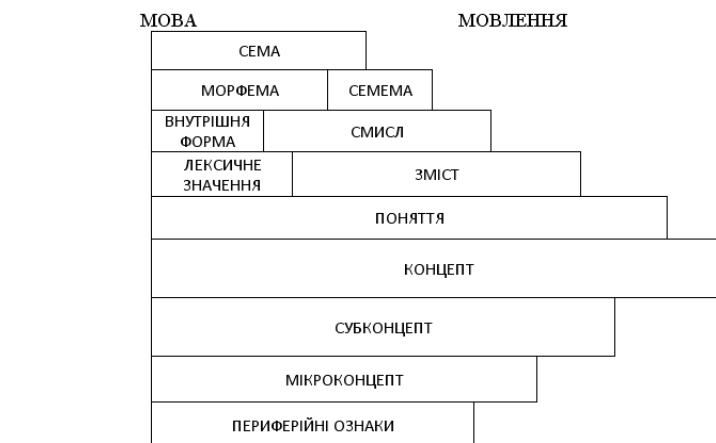 МОВА МОВЛЕННЯ
СЕМА
МОРФЕМА СЕМЕМА
ВНУТРІШНЯ
ФОРМА
СМИСЛ
ЛЕКСИЧНЕ
ЗНАЧЕННЯ
ЗМІСТ
ПОНЯТТЯ
КОНЦЕПТ
СУБКОНЦЕПТ
МІКРОКОНЦЕПТ
ПЕРИФЕРІЙНІ ОЗНАКИ